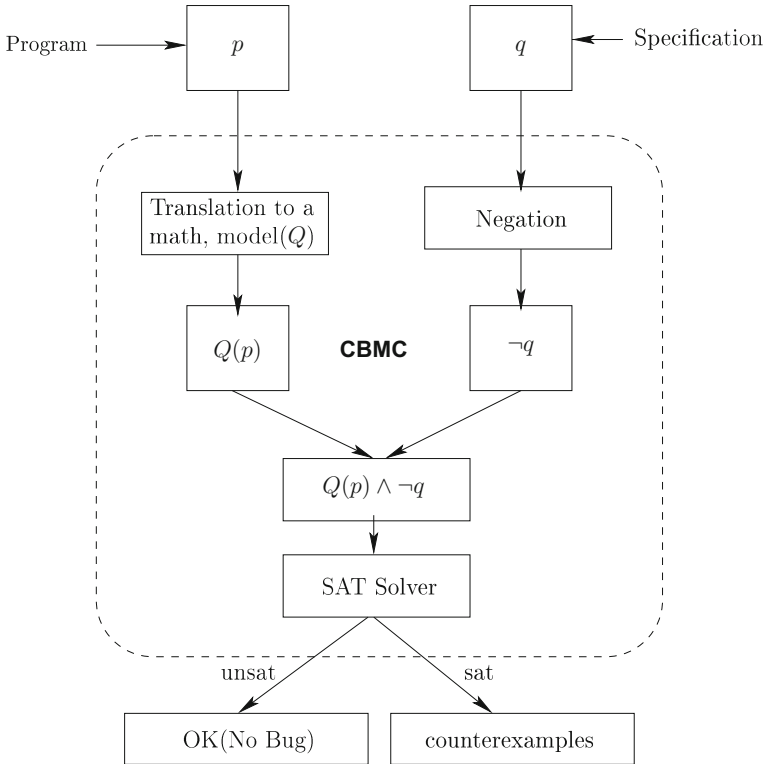 Program
p
q
Specification
Translation to a
math, model(Q)
Negation
Q(p)
CBMC
¬q
Q(p) ∧ ¬q
SAT Solver
unsat
sat
OK(No Bug)
counterexamples